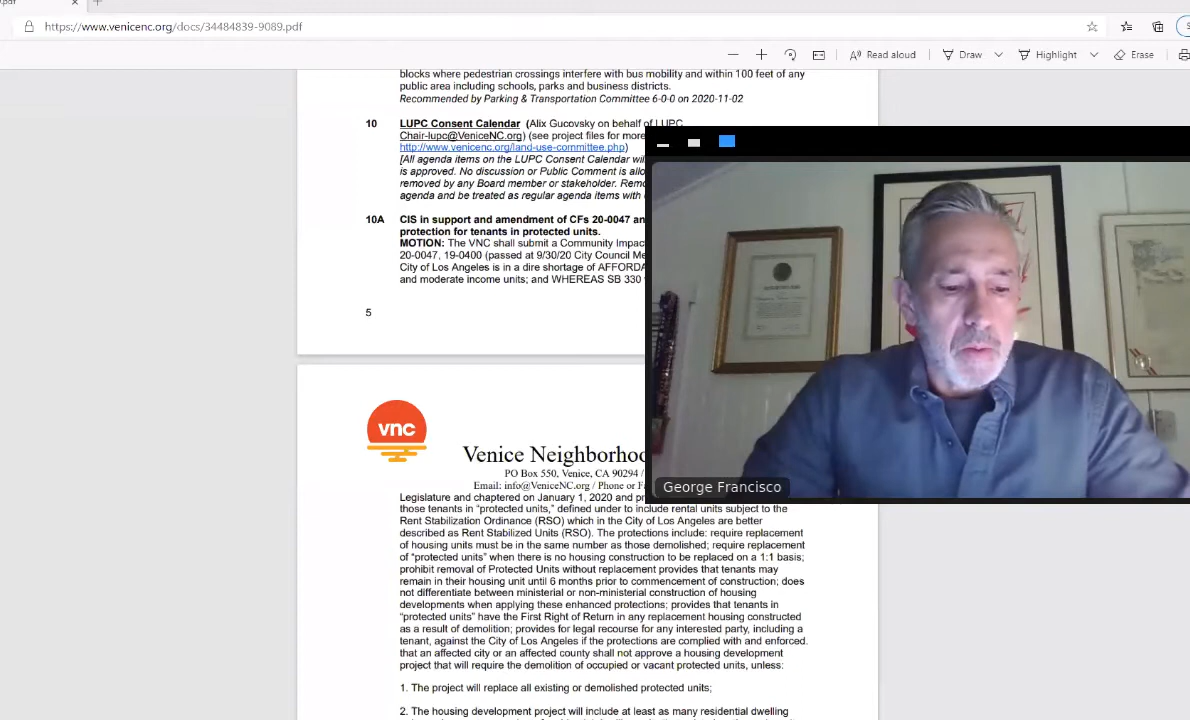 .pdf
https://www.venicenc.org/docs/34484839-9089.pdf
Read aloud
Draw
Highlight
Erase
blocks where pedestrian crossings interfere with bus mobility and within 100 feet of any
public area including schools, parks and business districts.
Recommended by Parking & Transportation Committee 6-0-0 on 2020-11-02
10 LUPC Consent Calendar (Alix Gucovsky on behalf of LUPC
Chair-lupc@VeniceNC.org) (see project files for more
http://www.venicenc.org/land-use-committee.php)
[All agenda items on the LUPC Consent Calendar wil
is approved. No discussion or Public Comment is allo
removed by any Board member or stakeholder. Remo
agenda and be treated as regular agenda items with
10A CIS in support and amendment of CFs 20-0047 an
protection for tenants in protected units.
MOTION: The VNC shall submit a Community Impac
20-0047, 19-0400 (passed at 9/30/20 City Council Me
City of Los Angeles is in a dire shortage of AFFORDA
and moderate income units; and WHEREAS SB 330
5
vnc
Venice Neighborhoo
PO Box 550, Venice, CA 90294 /
Email: info@VeniceNC.org / Phone or F
Legislature and chaptered on January 1, 2020 and pr
those tenants in "protected units," defined under to include rental units subject to the
Rent Stabilization Ordinance (RSO) which in the City of Los Angeles are better
described as Rent Stabilized Units (RSO). The protections include: require replacement
of housing units must be in the same number as those demolished; require replacement
of "protected units" when there is no housing construction to be replaced on a 1:1 basis;
prohibit removal of Protected Units without replacement provides that tenants may
remain in their housing unit until 6 months prior to commencement of construction; does
not differentiate between ministerial or non-ministerial construction of housing
developments when applying these enhanced protections; provides that tenants in
"protected units" have the First Right of Return in any replacement housing constructed
as a result of demolition; provides for legal recourse for any interested party, including a
tenant, against the City of Los Angeles if the protections are complied with and enforced.
that an affected city or an affected county shall not approve a housing development
project that will require the demolition of occupied or vacant protected units, unless:
1. The project will replace all existing or demolished protected units;
2. The housing development project will include at least as many residential dwelling
George Francisco